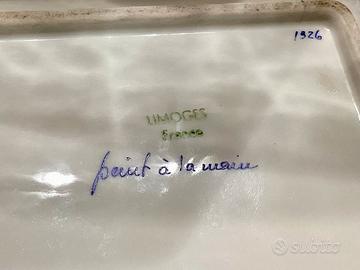 1926
LIMOGES
France
peint à la main
subito